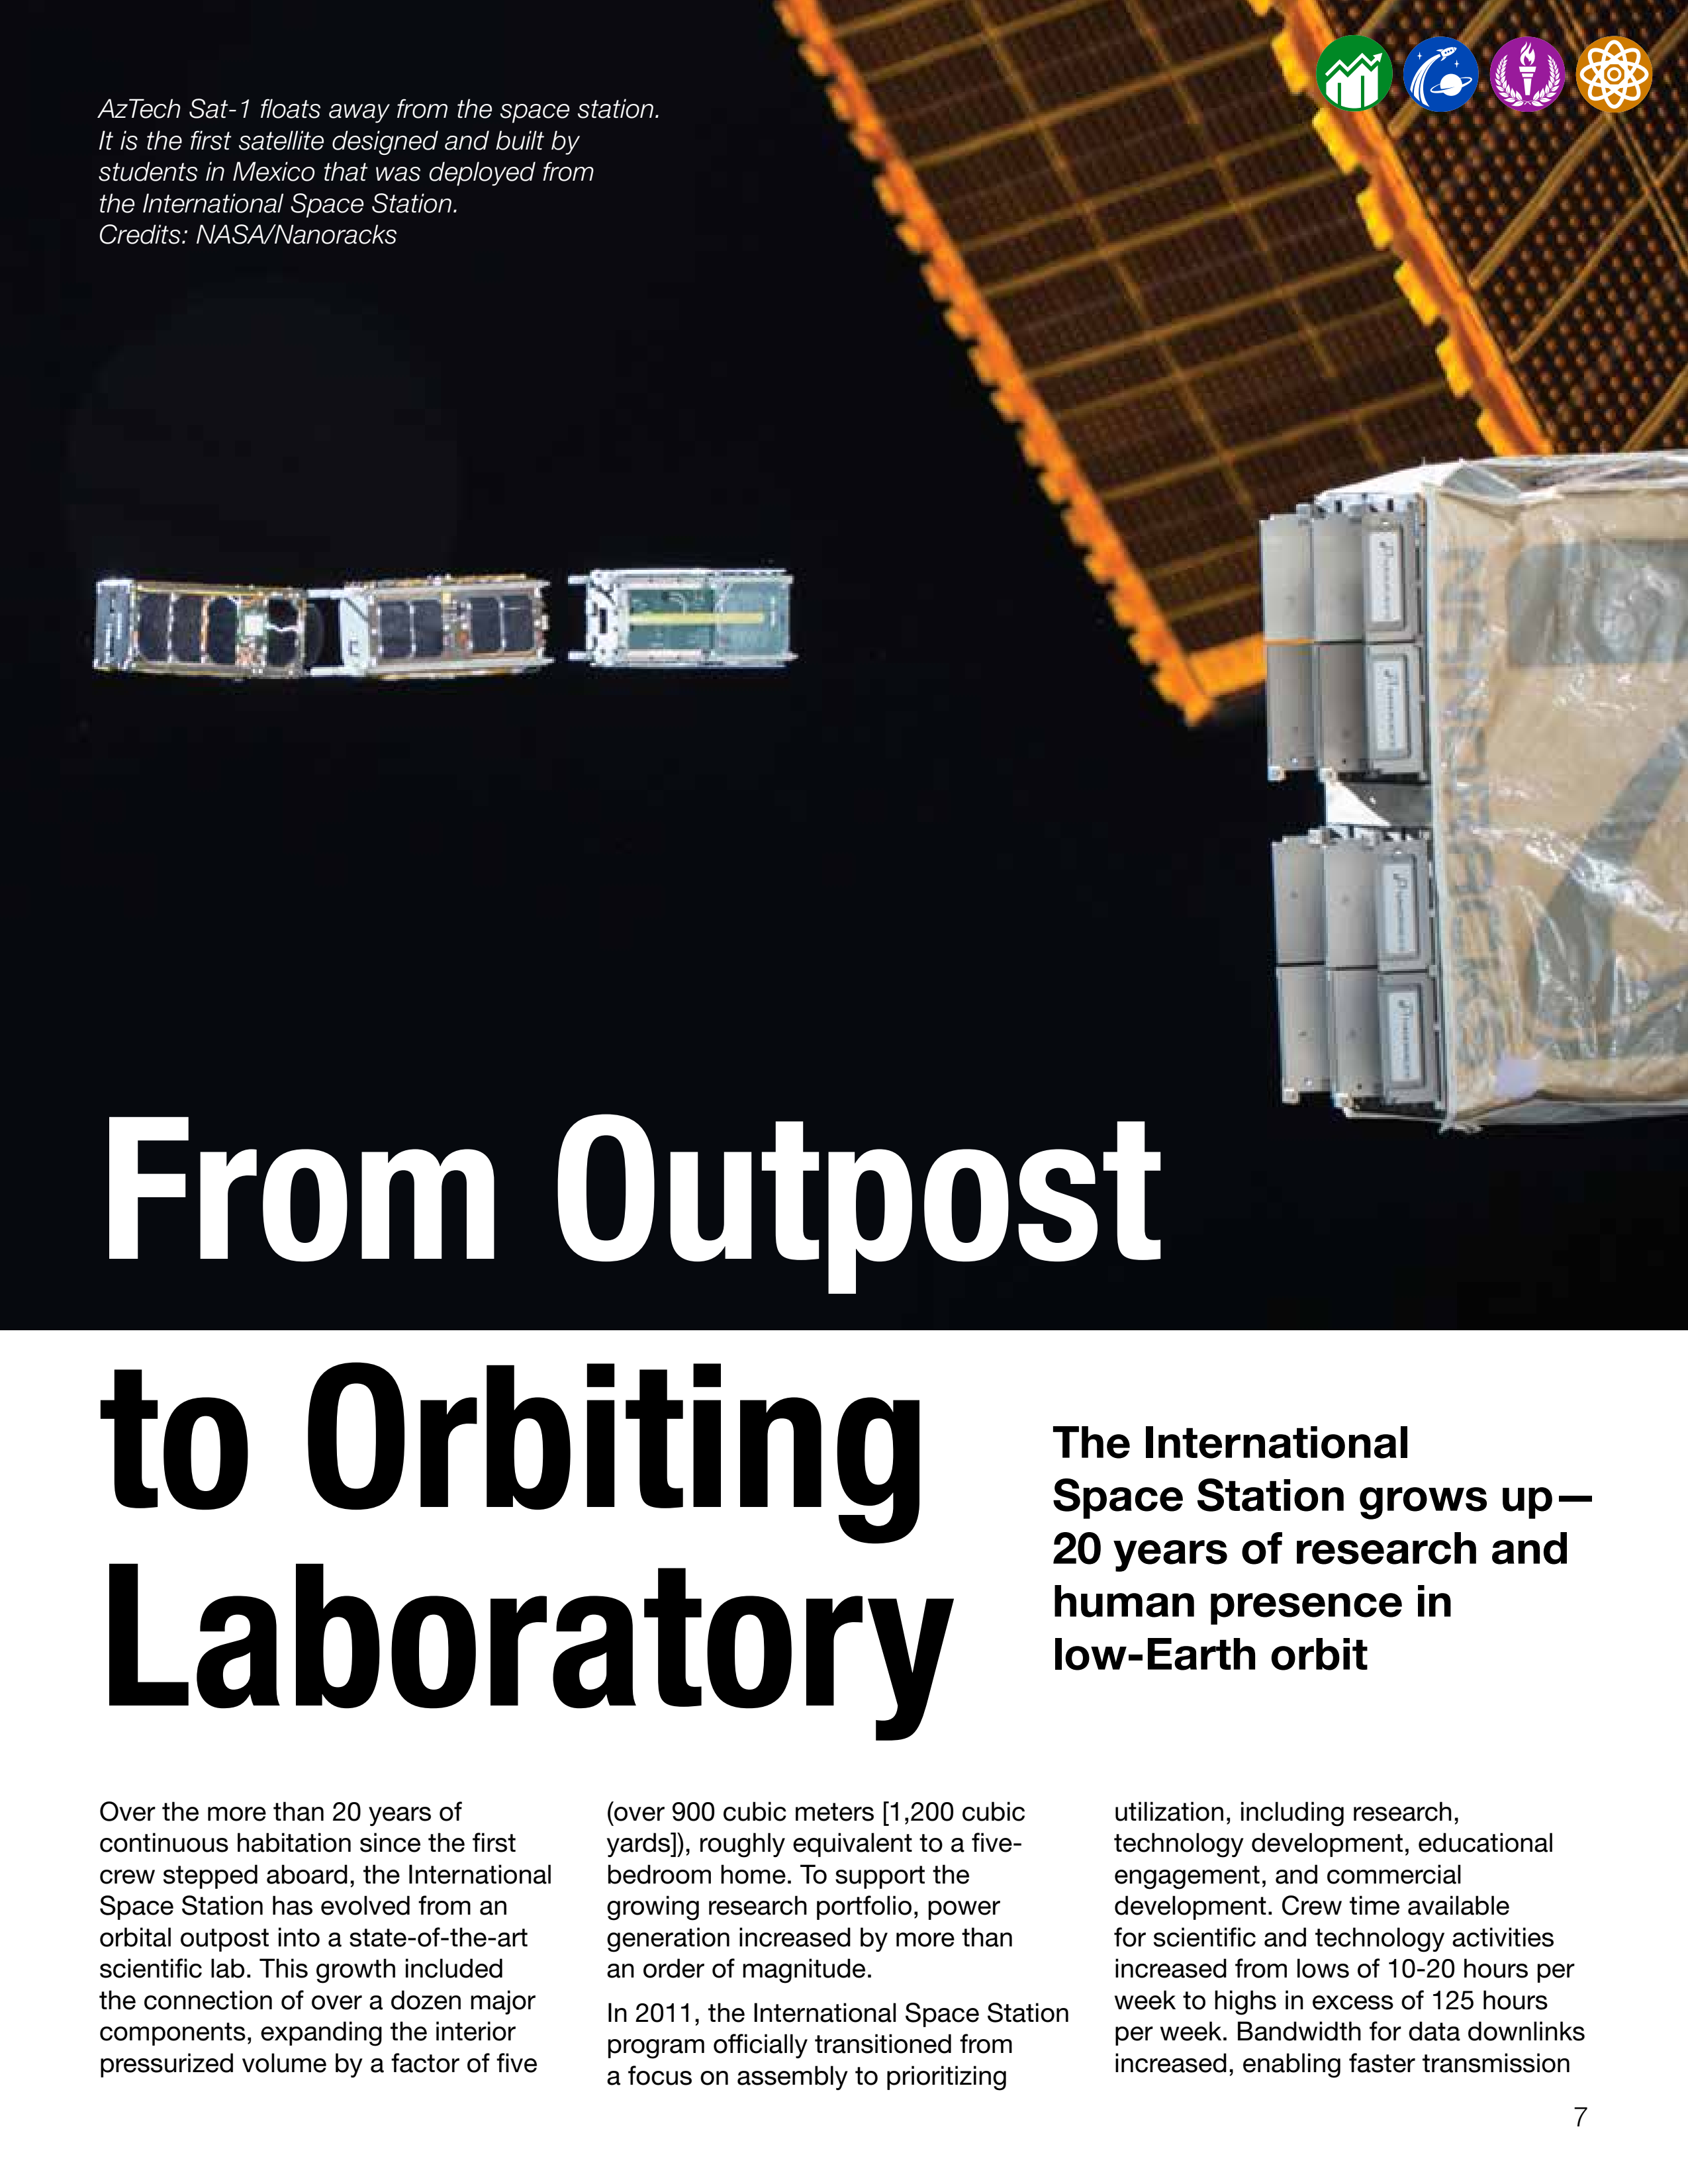 AzTech Sat-1 floats away from the space station.
It is the first satellite designed and built by
students in Mexico that was deployed from
the International Space Station.
Credits: NASA/Nanoracks
NANORACKS
From Outpost
to Orbiting
Laboratory
The International
Space Station grows up—
20 years of research and
human presence in
low-Earth orbit
Over the more than 20 years of
continuous habitation since the first
crew stepped aboard, the International
Space Station has evolved from an
orbital outpost into a state-of-the-art
scientific lab. This growth included
the connection of over a dozen major
components, expanding the interior
pressurized volume by a factor of five
(over 900 cubic meters [1,200 cubic
yards]), roughly equivalent to a five-
bedroom home. To support the
growing research portfolio, power
generation increased by more than
an order of magnitude.
In 2011, the International Space Station
program officially transitioned from
a focus on assembly to prioritizing
utilization, including research,
technology development, educational
engagement, and commercial
development. Crew time available
for scientific and technology activities
increased from lows of 10-20 hours per
week to highs in excess of 125 hours
per week. Bandwidth for data downlinks
increased, enabling faster transmission
7